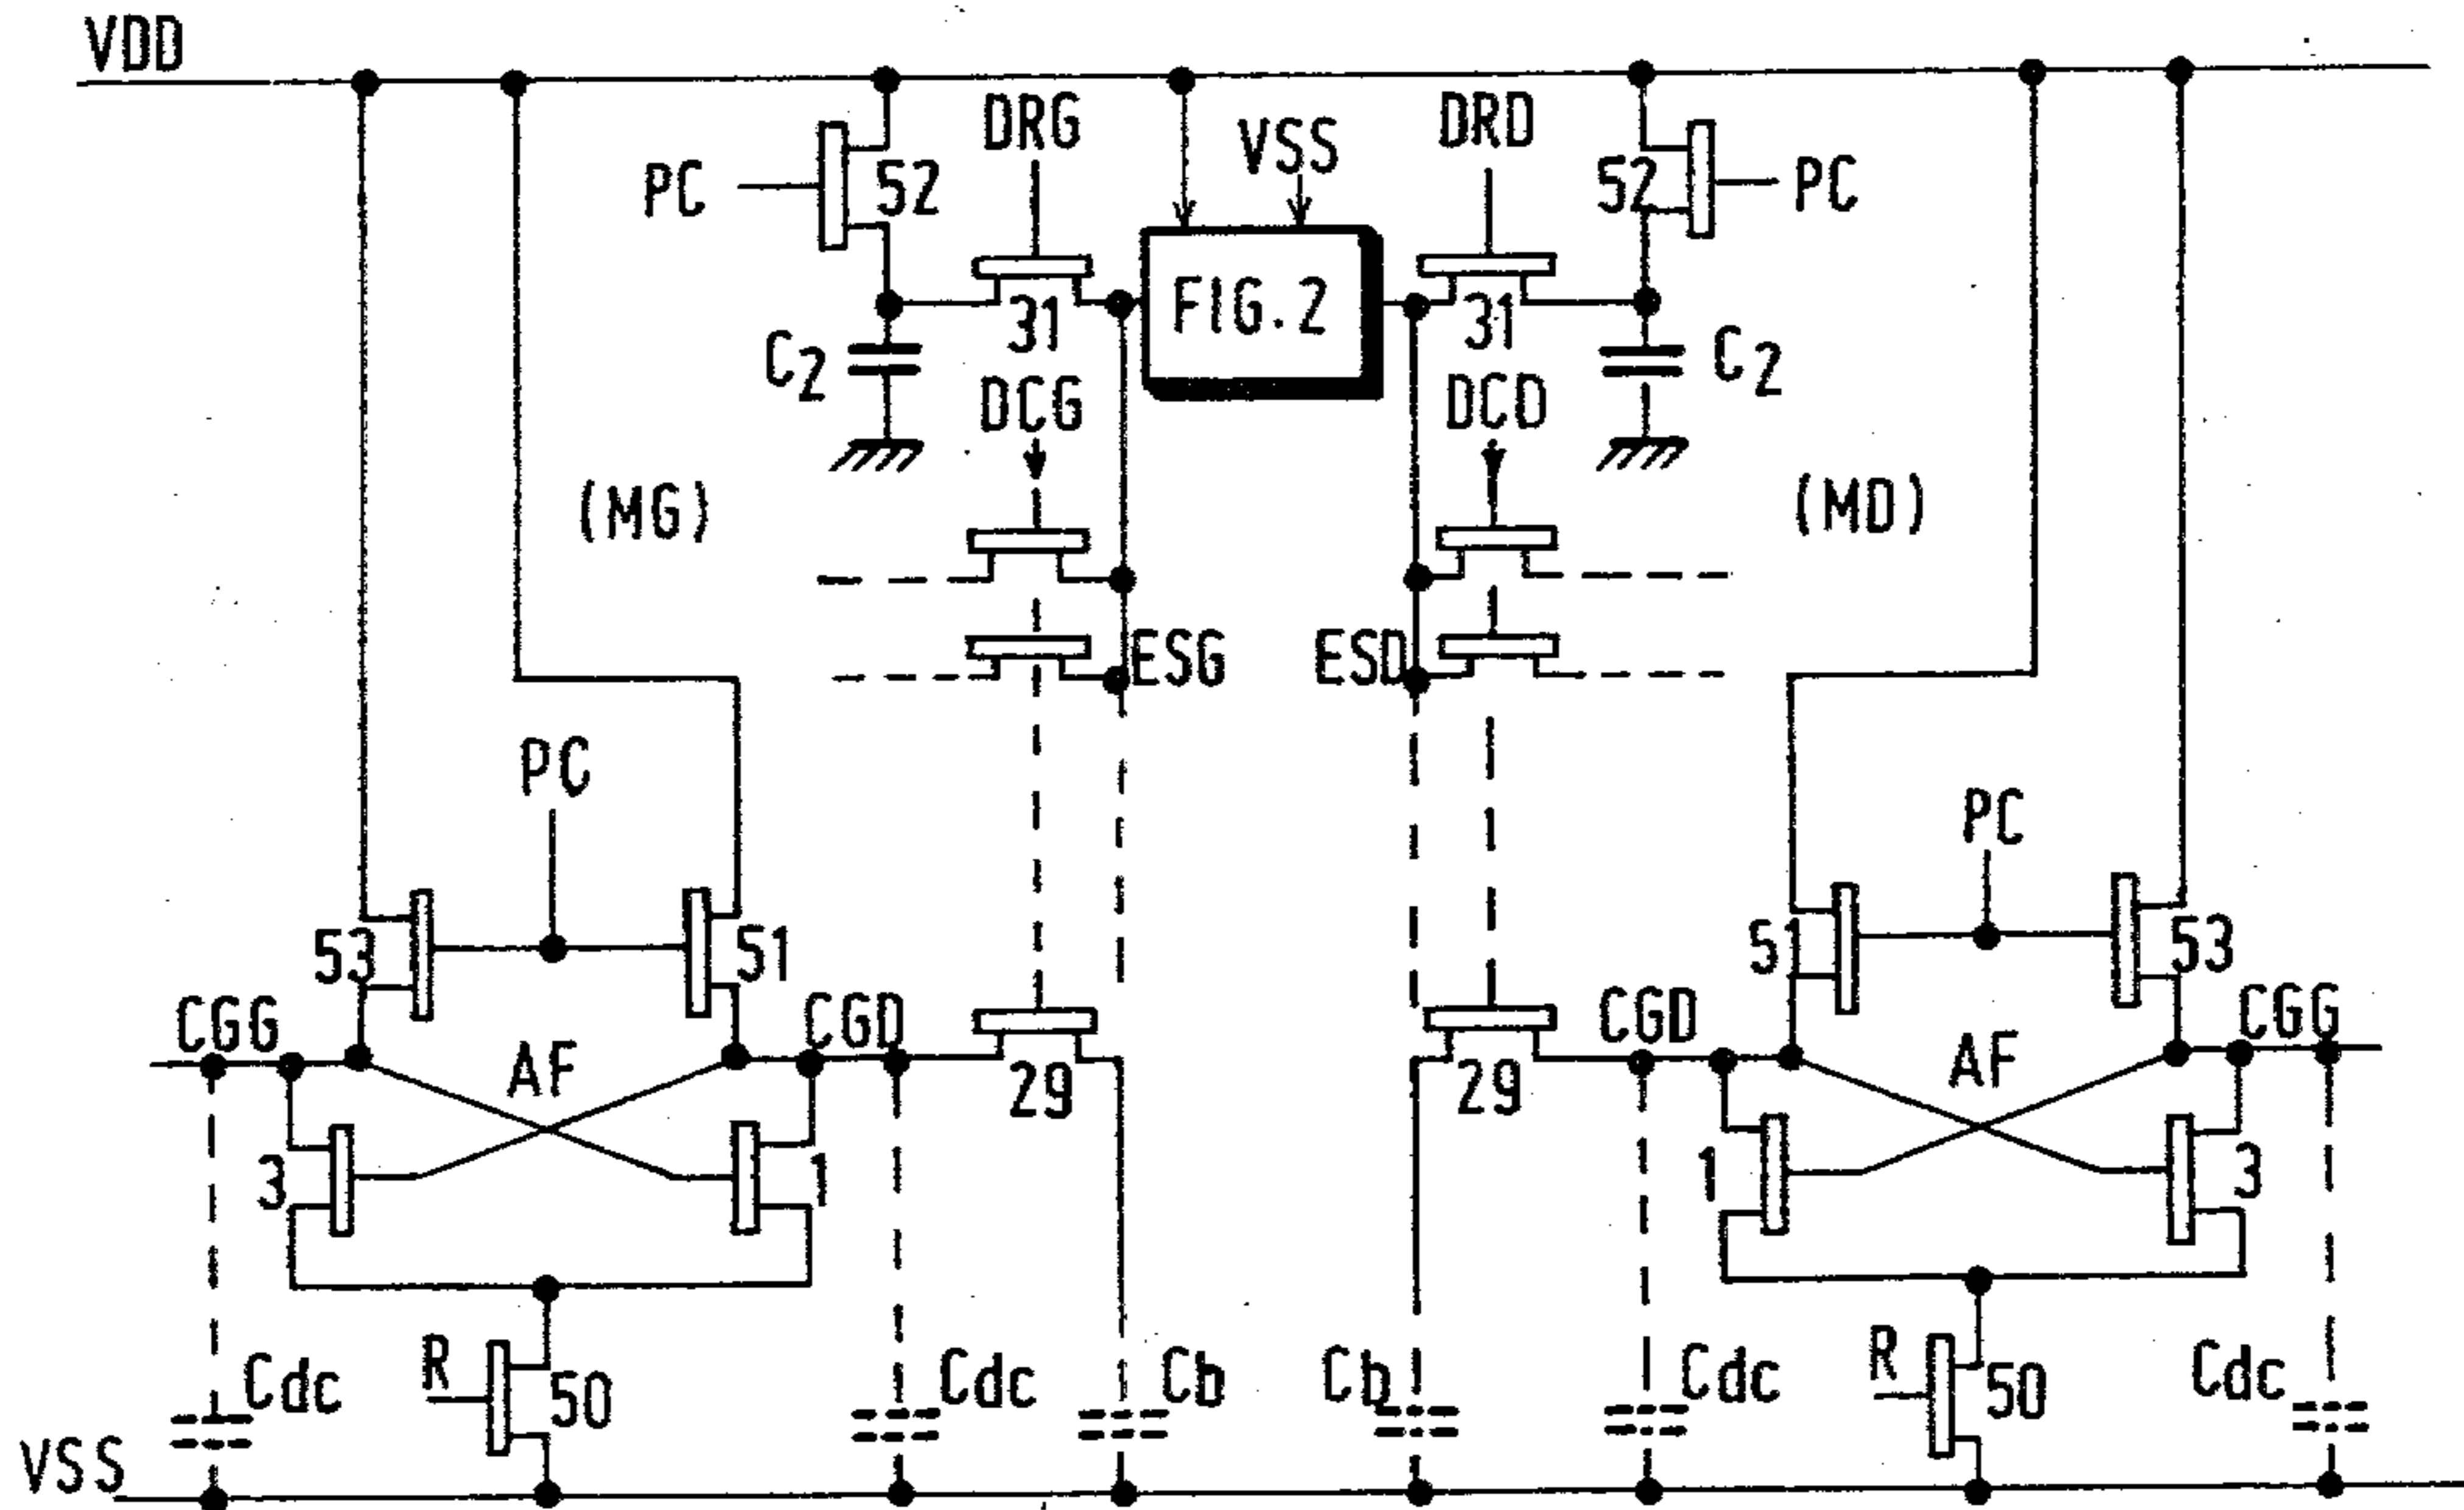 VDD
DRG
VSS
DRD
PC
52
52
PC
FIG.2
31
31
C2
C2
DCG
DCD
(MG)
(MD)
ESG
ESD
PC
PC
53
51
51
53
CGG
AF
CGD
CGD
AF
CGG
29
29
3
1
1
3
R
50
Cdc
Cdc
Cb
Cb
Cdc
R
50
Cdc
VSS